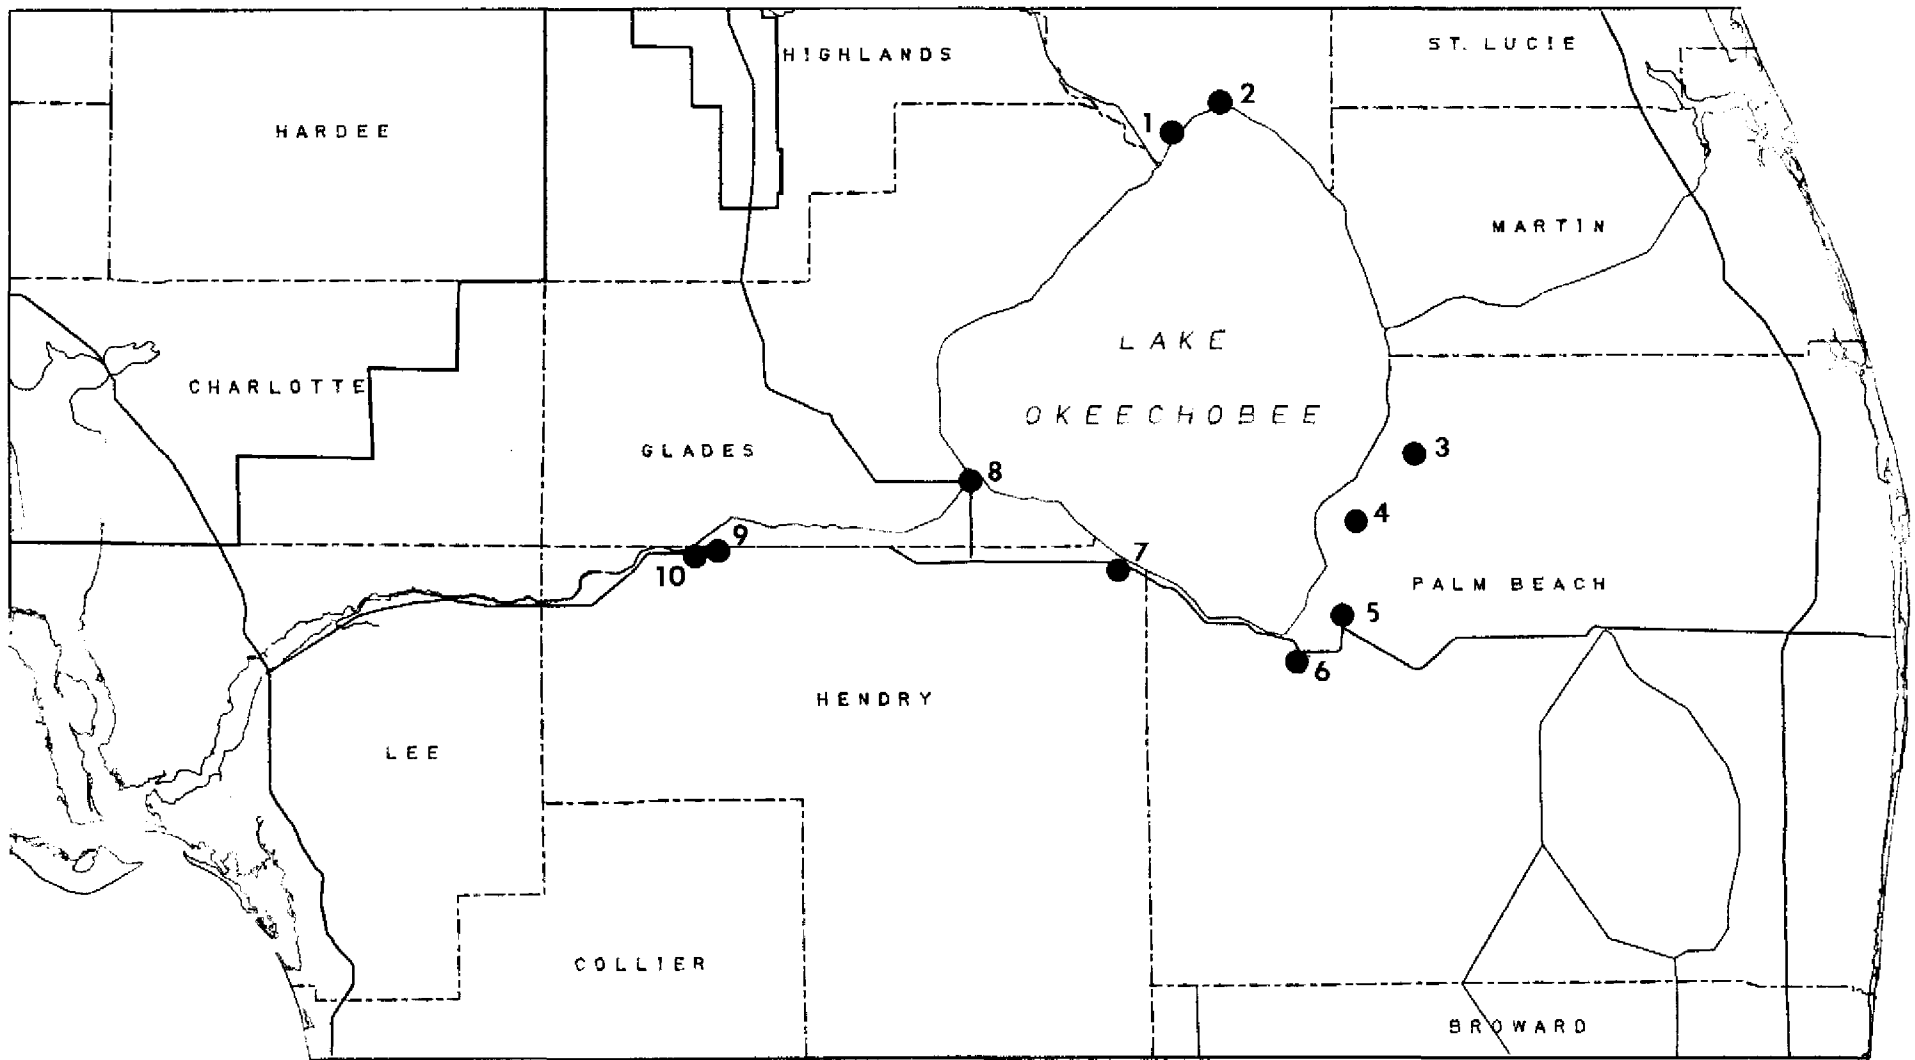 HIGHLANDS
ST. LUCIE
2
HARDEE
1
MARTIN
LAKE
CHARLOTTE
OKEECHOBEE
GLADES
3
8
4
9
7
10
PALM BEACH
5
6
HENDRY
LEE
COLLIER
BROWARD